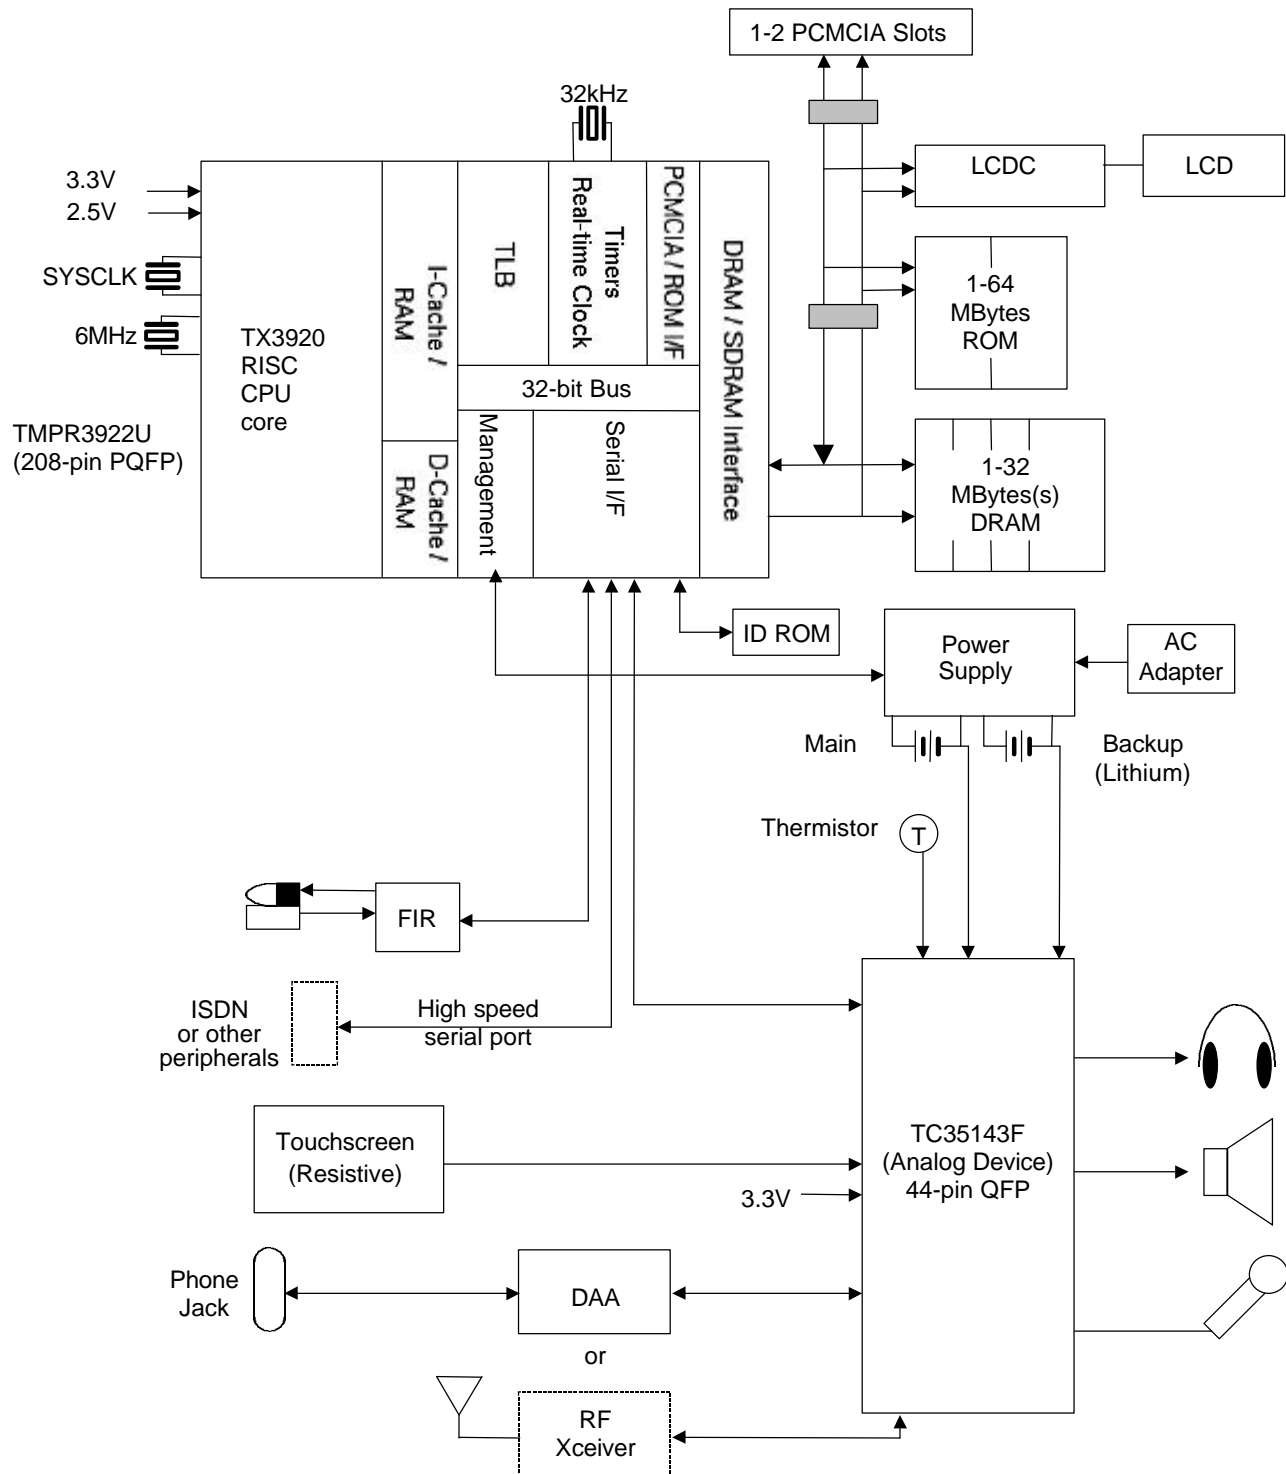 1-2 PCMCIA Slots
32kHz
3.3V
2.5V
SYSCLK
6MHz
TMPR3922U
(208-pin PQFP)
TX3920
RISC
CPU
core
I-Cache /
RAM
D-Cache /
RAM
TLB
Timers
Real-time Clock
PCMCIA / ROM I/F
32-bit Bus
Management
Serial I/F
DRAM / SDRAM Interface
LCDC
LCD
1-64
MBytes
ROM
1-32
MBytes(s)
DRAM
ID ROM
Power
Supply
AC
Adapter
Main
Backup
(Lithium)
Thermistor
T
FIR
ISDN
or other
peripherals
High speed
serial port
Touchscreen
(Resistive)
3.3V
TC35143F
(Analog Device)
44-pin QFP
Phone
Jack
DAA
or
RF
Xceiver